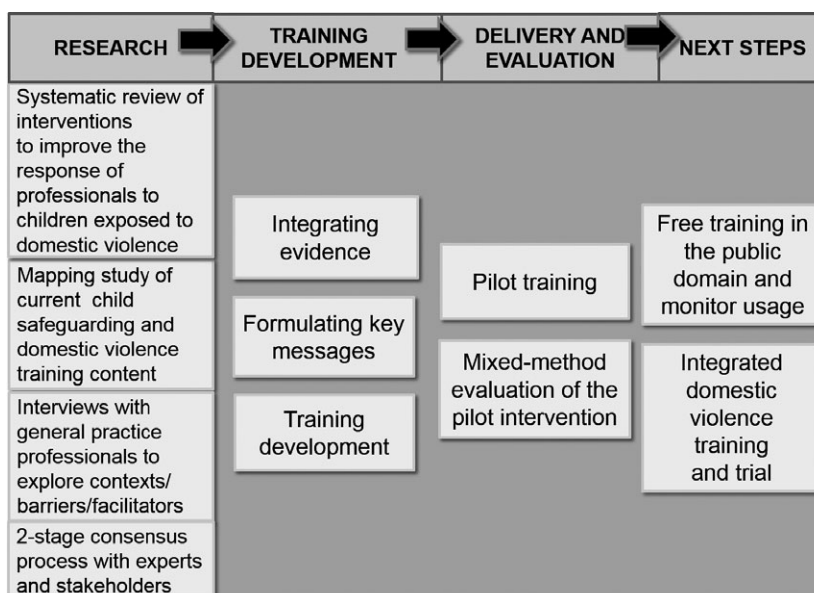 RESEARCH
TRAINING
DEVELOPMENT
DELIVERY AND
EVALUATION
NEXT STEPS
Systematic review of
interventions
to improve the
response of
professionals to
children exposed to
domestic violence
Mapping study of
current child
safeguarding and
domestic violence
training content
Interviews with
general practice
professionals to
explore contexts/
barriers/facilitators
2-stage consensus
process with experts
and stakeholders
Integrating
evidence
Formulating key
messages
Training
development
Pilot training
Mixed-method
evaluation of the
pilot intervention
Free training in
the public
domain and
monitor usage
Integrated
domestic
violence
training
and trial